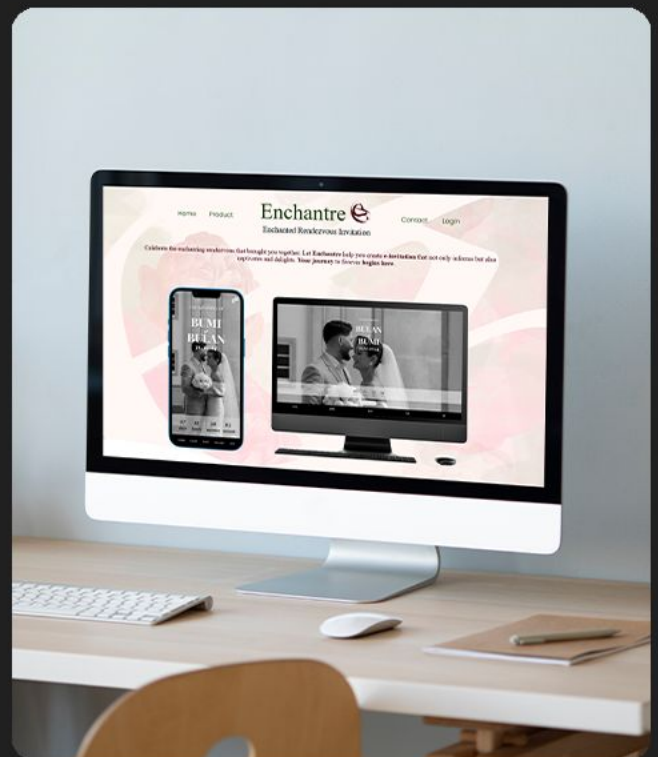 Home Product
Enchantre
Contact Login
Enchanted Rendezvous Invitation
Celebrate the enchanting rendezvous that brought you together. Let Enchantre help you create e-invitation that not only informs but also
captivates and delights. Your journey to forever begins here.
BUMI
BULAN
BULAN
BUMI